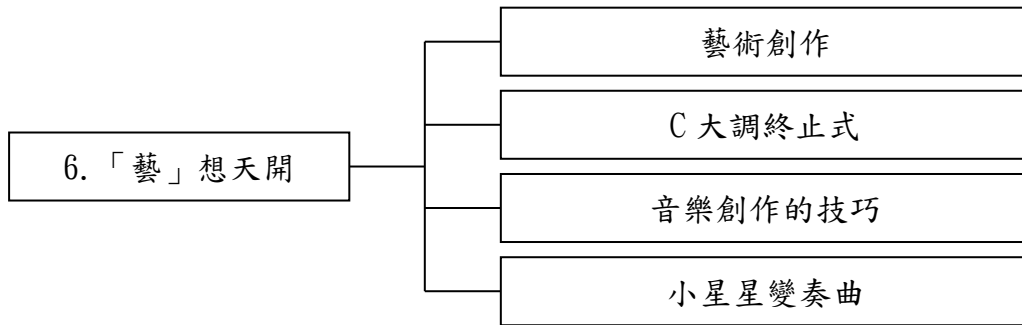 藝術創作
C 大調終止式
6.「藝」想天開
音樂創作的技巧
小星星變奏曲